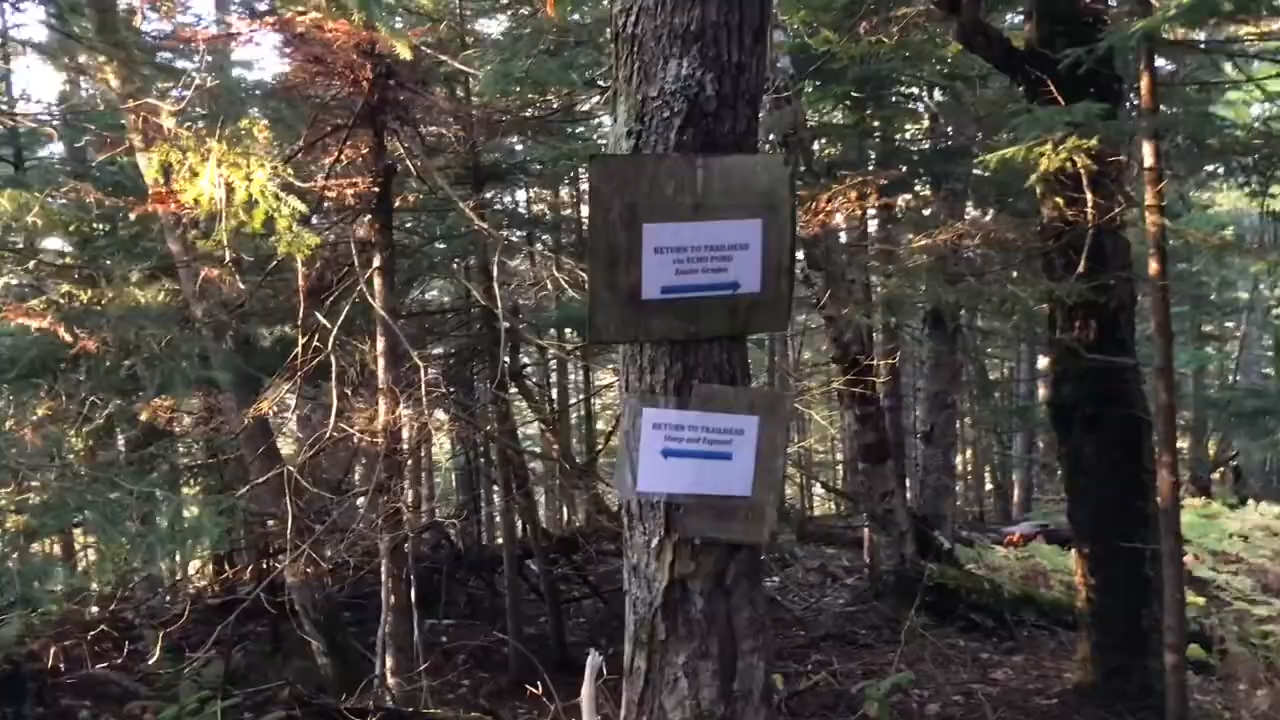 RETURN TO TRAILHEAD
via ECHO POND
Easier Grades
RETURN TO TRAILHEAD
Steep and Exposed